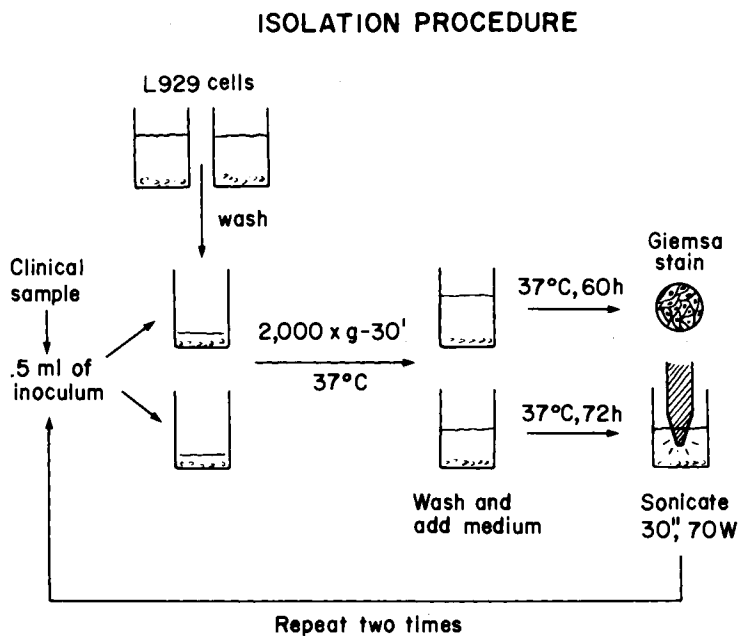 ISOLATION PROCEDURE
L929 cells
wash
Clinical
sample
.5 ml of
inoculum
2,000 x g-30'
37°C
37°C, 60h
Giemsa
stain
37°C, 72h
Wash and
add medium
Sonicate
30", 70W
Repeat two times